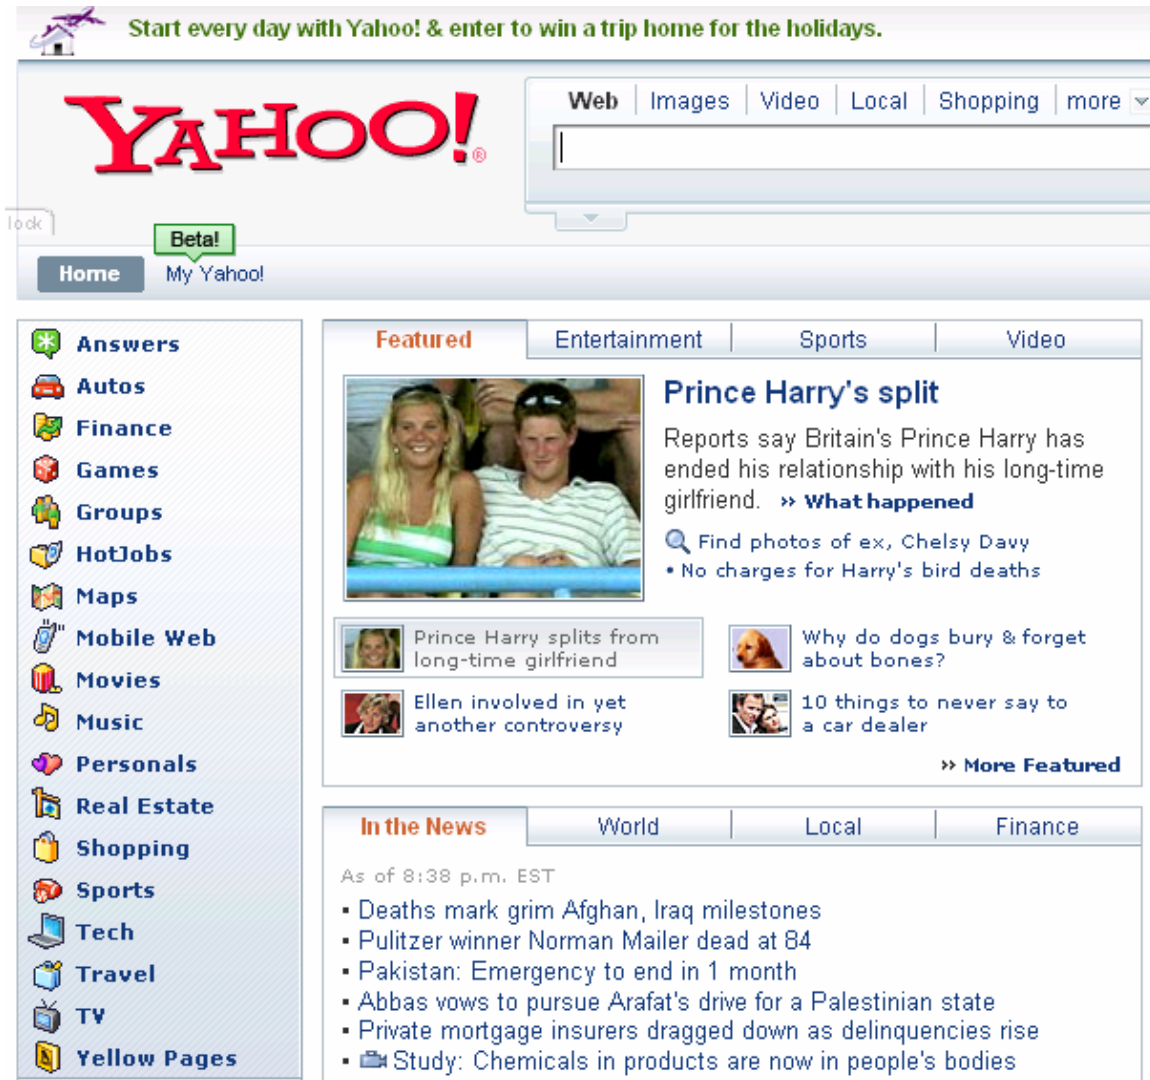 Start every day with Yahoo! & enter to win a trip home for the holidays.
YAHOO!®
Web Images Video Local Shopping more
lock
Beta!
Home My Yahoo!
Answers
Autos
Finance
Games
Groups
HotJobs
Maps
Mobile Web
Movies
Music
Personals
Real Estate
Shopping
Sports
Tech
Travel
TV
Yellow Pages
Featured Entertainment Sports Video
Prince Harry's split
Reports say Britain's Prince Harry has
ended his relationship with his long-time
girlfriend. » What happened
Find photos of ex, Chelsy Davy
• No charges for Harry's bird deaths
Prince Harry splits from
long-time girlfriend
Why do dogs bury & forget
about bones?
Ellen involved in yet
another controversy
10 things to never say to
a car dealer
» More Featured
In the News World Local Finance
As of 8:38 p.m. EST
▪ Deaths mark grim Afghan, Iraq milestones
▪ Pulitzer winner Norman Mailer dead at 84
▪ Pakistan: Emergency to end in 1 month
▪ Abbas vows to pursue Arafat's drive for a Palestinian state
▪ Private mortgage insurers dragged down as delinquencies rise
▪ Study: Chemicals in products are now in people's bodies